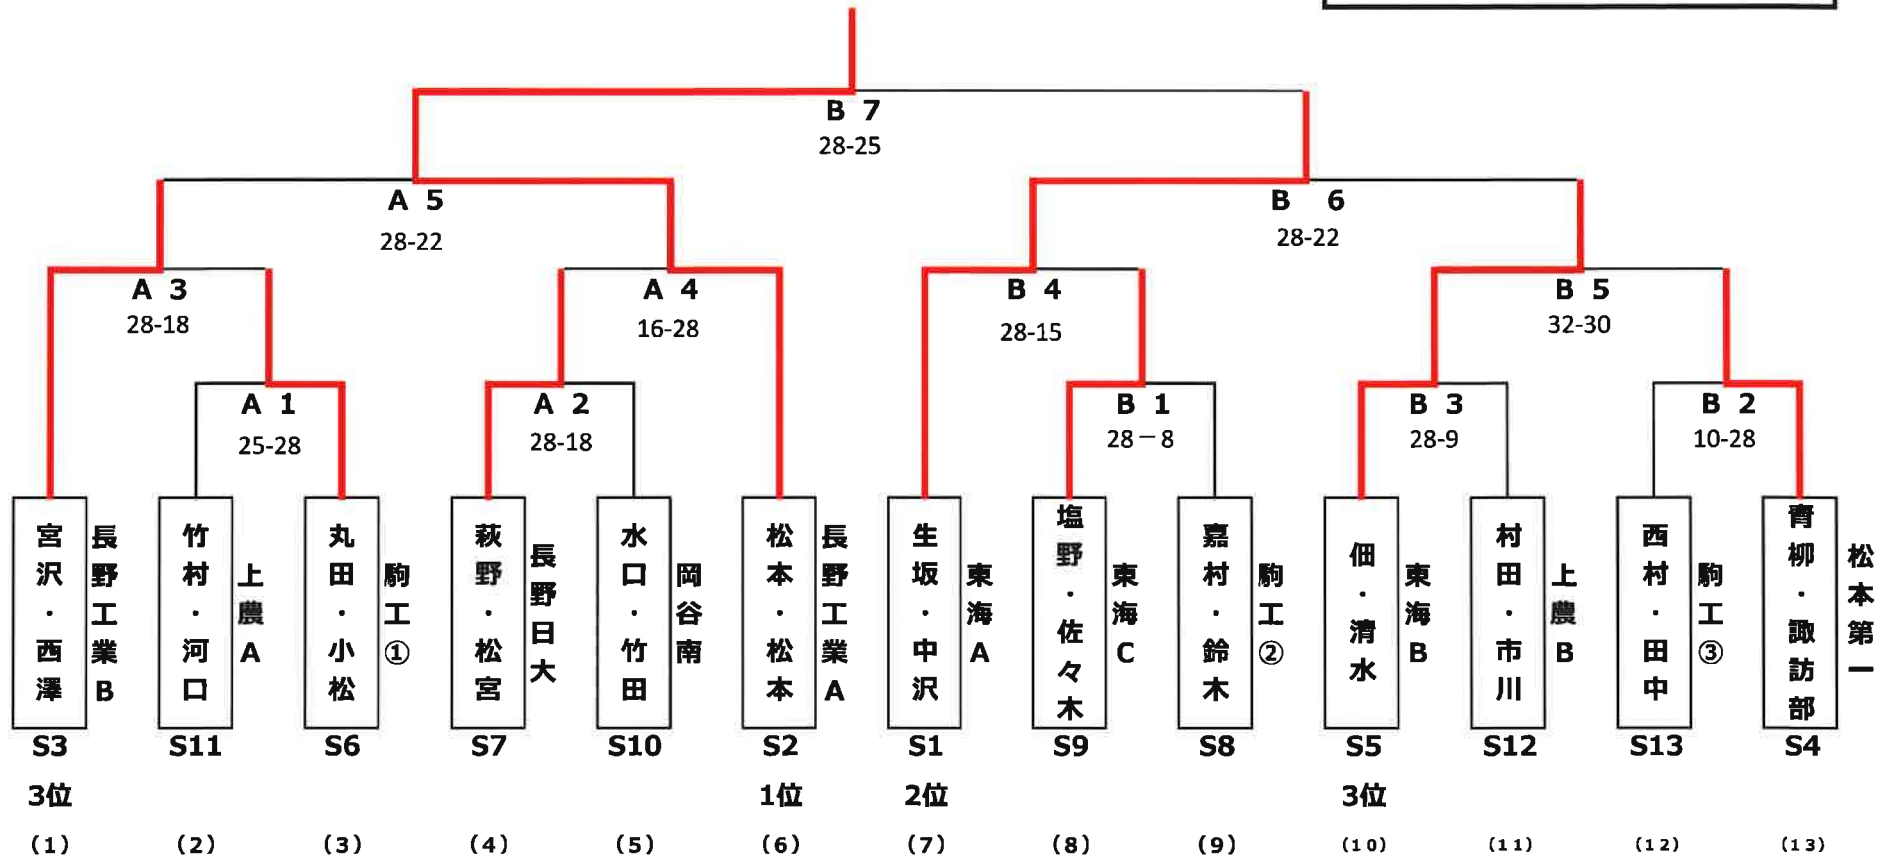 B 7
28-25
A 5
28-22
B 6
28-22
A 3
28-18
A 4
16-28
B 4
28-15
B 5
32-30
A 1
25-28
A 2
28-18
B 1
28－8
B 3
28-9
B 2
10-28
宮沢・西澤
長野工業B
竹村・河口
上農A
丸田・小松
駒工①
萩野・松宮
長野日大
水口・竹田
岡谷南
松本・松本
長野工業A
生坂・中沢
東海A
塩野・佐々木
東海C
嘉村・鈴木
駒工②
佃・清水
東海B
村田・市川
上農B
西村・田中
駒工③
青柳・諏訪部
松本第一
S3 S11 S6 S7 S10 S2 S1 S9 S8 S5 S12 S13 S4
3位 1位 2位 3位
（1） （2） （3） （4） （5） （6） （7） （8） （9） （10） （11） （12） （13）